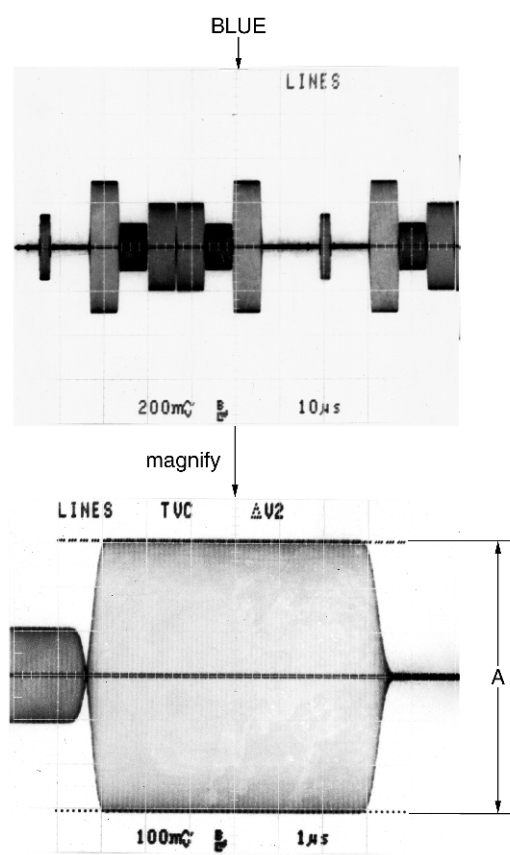 BLUE
LINES
200mV 10µs
magnify
LINES TVC ΔV2
A
100mV 1µs